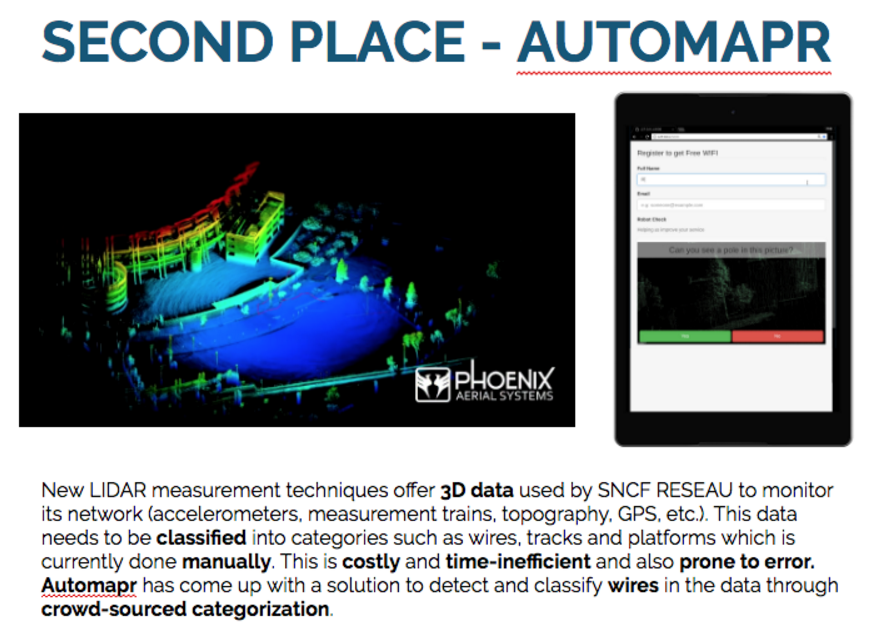 SECOND PLACE - AUTOMAPR
PHOENIX
AERIAL SYSTEMS
Register to get Free WIFI
Full Name
Email
e.g. someone@example.com
Robot Check
Helping us improve your service
Can you see a pole in this picture?
Yes
No
New LIDAR measurement techniques offer 3D data used by SNCF RESEAU to monitor
its network (accelerometers, measurement trains, topography, GPS, etc.). This data
needs to be classified into categories such as wires, tracks and platforms which is
currently done manually. This is costly and time-inefficient and also prone to error.
Automapr has come up with a solution to detect and classify wires in the data through
crowd-sourced categorization.